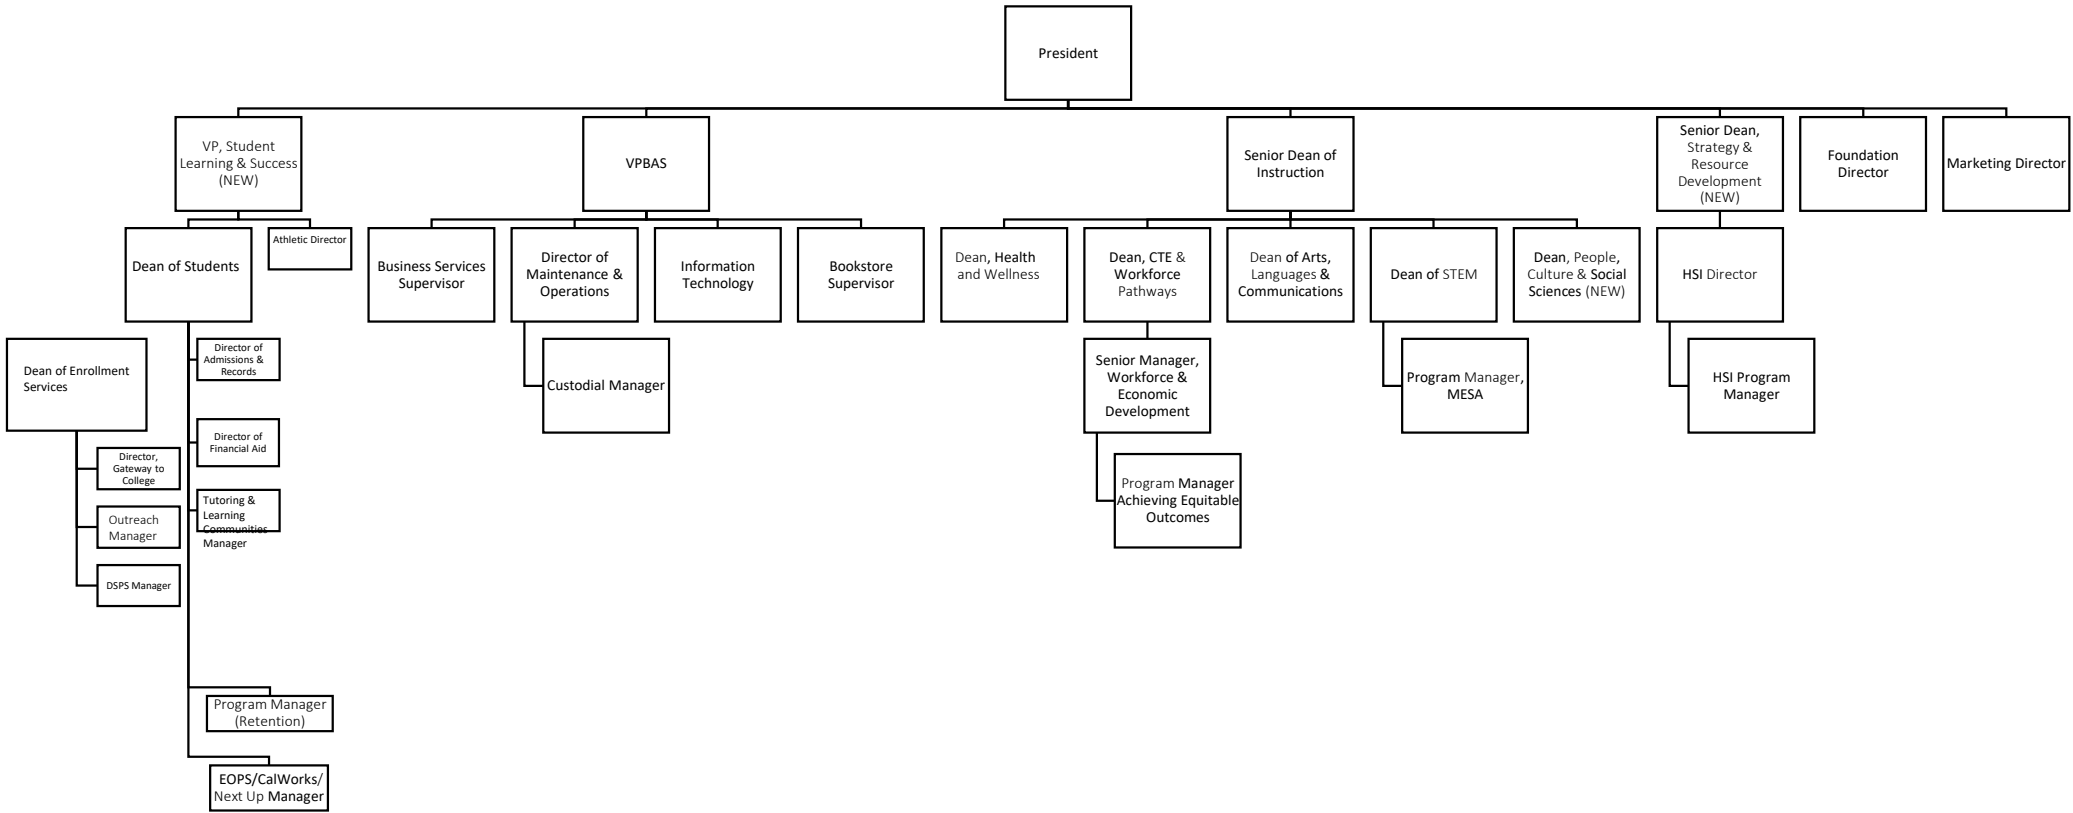 President
VP, Student
Learning & Success
(NEW)
VPBAS
Senior Dean of
Instruction
Senior Dean,
Strategy &
Resource
Development
(NEW)
Foundation
Director
Marketing Director
Dean of Students
Athletic Director
Business Services
Supervisor
Director of
Maintenance &
Operations
Information
Technology
Bookstore
Supervisor
Dean, Health
and Wellness
Dean, CTE &
Workforce
Pathways
Dean of Arts,
Languages &
Communications
Dean of STEM
Dean, People,
Culture & Social
Sciences (NEW)
HSI Director
Dean of Enrollment
Services
Director of
Admissions &
Records
Custodial Manager
Senior Manager,
Workforce &
Economic
Development
Program Manager,
MESA
HSI Program
Manager
Director of
Financial Aid
Director,
Gateway to
College
Tutoring &
Learning
Communities
Manager
Program Manager
Achieving Equitable
Outcomes
Outreach
Manager
DSPS Manager
Program Manager
(Retention)
EOPS/CalWorks/
Next Up Manager